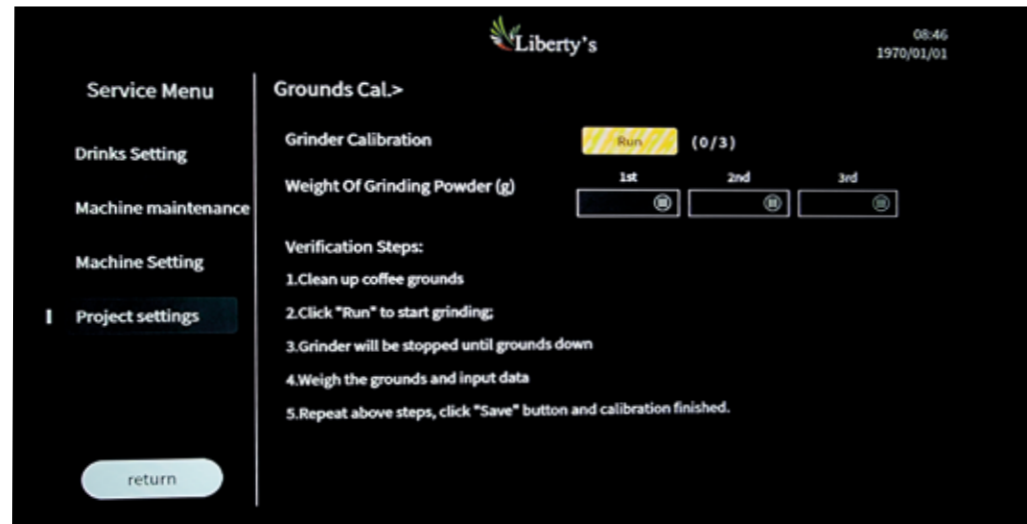 Liberty's
08:46
1970/01/01
Service Menu
Drinks Setting
Machine maintenance
Machine Setting
Project settings
return
Grounds Cal.>
Grinder Calibration
Run (0/3)
1st 2nd 3rd
Weight Of Grinding Powder (g)
Verification Steps:
1.Clean up coffee grounds
2.Click "Run" to start grinding;
3.Grinder will be stopped until grounds down
4.Weigh the grounds and input data
5.Repeat above steps, click "Save" button and calibration finished.